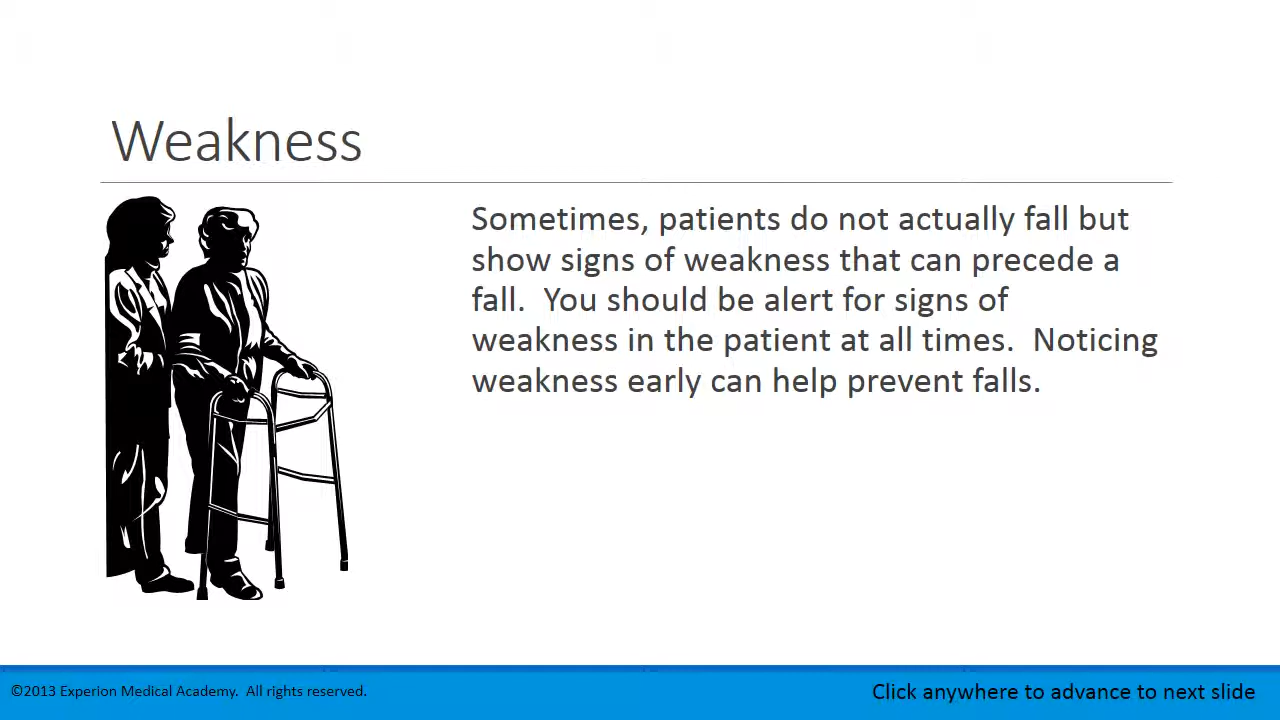 Weakness
Sometimes, patients do not actually fall but
show signs of weakness that can precede a
fall.  You should be alert for signs of
weakness in the patient at all times.  Noticing
weakness early can help prevent falls.
©2013 Experion Medical Academy.  All rights reserved.
Click anywhere to advance to next slide